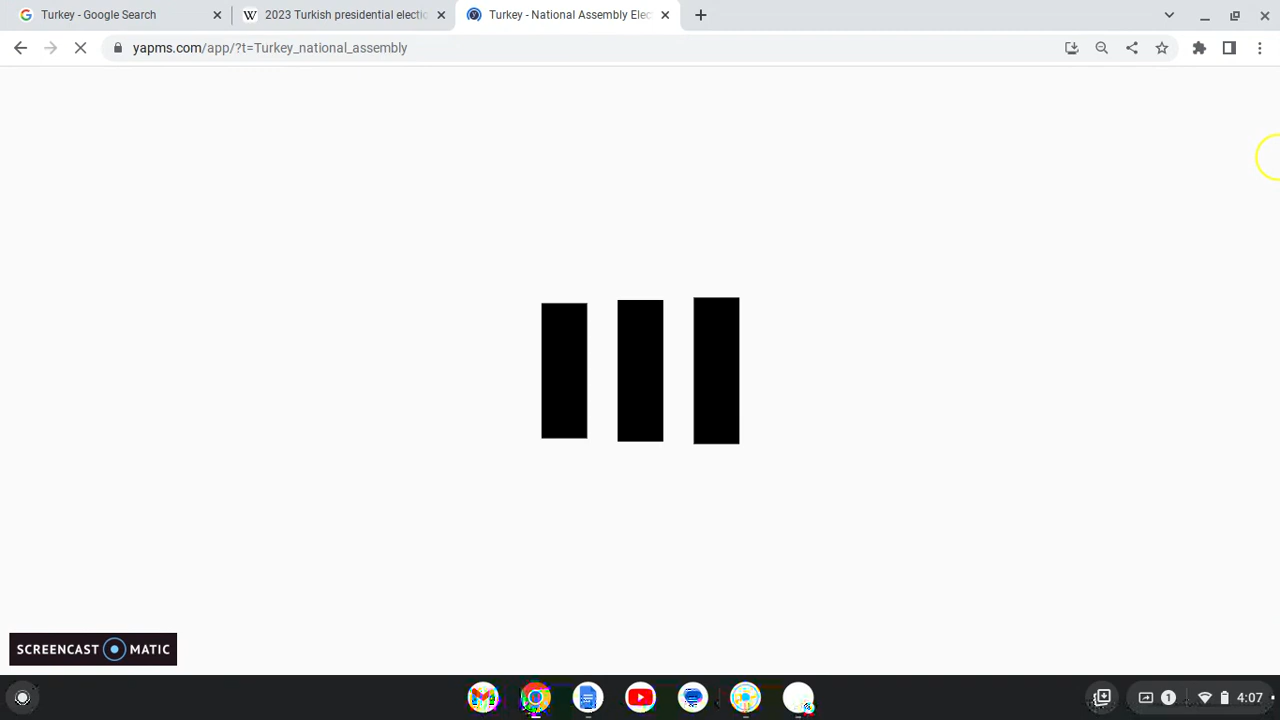 Turkey - Google Search
2023 Turkish presidential electic
Turkey - National Assembly Elec
yapms.com/app/?t=Turkey_national_assembly
SCREENCAST MATIC
1
4:07